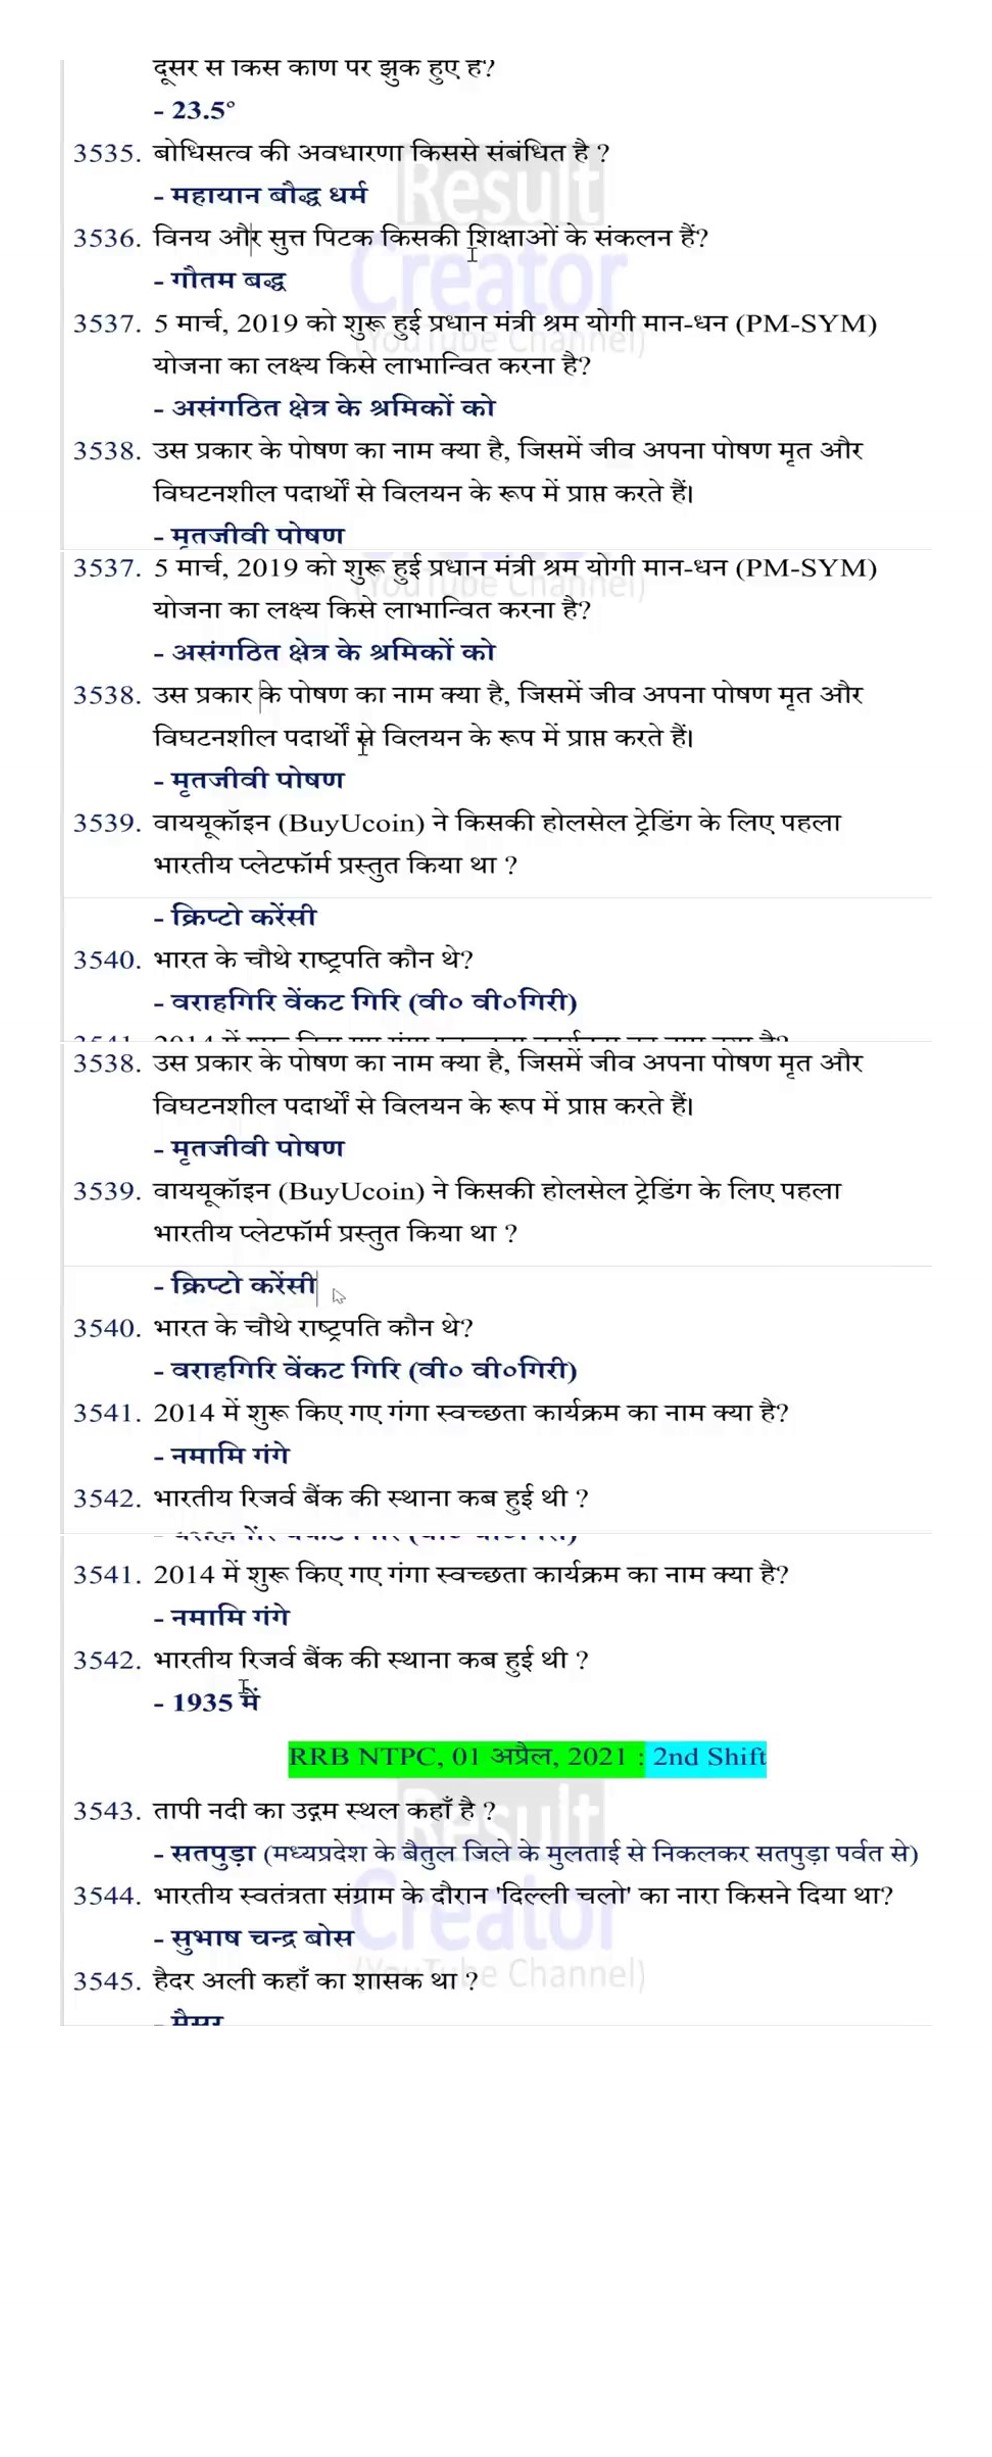 दूसरे से किस कोण पर झुके हुए हैं?
- 23.5°
3535. बोधिसत्व की अवधारणा किससे संबंधित है ?
- महायान बौद्ध धर्म
3536. विनय और सुत्त पिटक किसकी शिक्षाओं के संकलन हैं?
- गौतम बद्ध
3537. 5 मार्च, 2019 को शुरू हुई प्रधान मंत्री श्रम योगी मान-धन (PM-SYM)
योजना का लक्ष्य किसे लाभान्वित करना है?
- असंगठित क्षेत्र के श्रमिकों को
3538. उस प्रकार के पोषण का नाम क्या है, जिसमें जीव अपना पोषण मृत और
विघटनशील पदार्थों से विलयन के रूप में प्राप्त करते हैं।
- मृतजीवी पोषण
3537. 5 मार्च, 2019 को शुरू हुई प्रधान मंत्री श्रम योगी मान-धन (PM-SYM)
योजना का लक्ष्य किसे लाभान्वित करना है?
- असंगठित क्षेत्र के श्रमिकों को
3538. उस प्रकार के पोषण का नाम क्या है, जिसमें जीव अपना पोषण मृत और
विघटनशील पदार्थों से विलयन के रूप में प्राप्त करते हैं।
- मृतजीवी पोषण
3539. वाययूकॉइन (BuyUcoin) ने किसकी होलसेल ट्रेडिंग के लिए पहला
भारतीय प्लेटफॉर्म प्रस्तुत किया था ?
- क्रिप्टो करेंसी
3540. भारत के चौथे राष्ट्रपति कौन थे?
- वराहगिरि वेंकट गिरि (वी० वी०गिरी)
3538. उस प्रकार के पोषण का नाम क्या है, जिसमें जीव अपना पोषण मृत और
विघटनशील पदार्थों से विलयन के रूप में प्राप्त करते हैं।
- मृतजीवी पोषण
3539. वाययूकॉइन (BuyUcoin) ने किसकी होलसेल ट्रेडिंग के लिए पहला
भारतीय प्लेटफॉर्म प्रस्तुत किया था ?
- क्रिप्टो करेंसी
3540. भारत के चौथे राष्ट्रपति कौन थे?
- वराहगिरि वेंकट गिरि (वी० वी०गिरी)
3541. 2014 में शुरू किए गए गंगा स्वच्छता कार्यक्रम का नाम क्या है?
- नमामि गंगे
3542. भारतीय रिजर्व बैंक की स्थाना कब हुई थी ?
3541. 2014 में शुरू किए गए गंगा स्वच्छता कार्यक्रम का नाम क्या है?
- नमामि गंगे
3542. भारतीय रिजर्व बैंक की स्थाना कब हुई थी ?
- 1935 में
RRB NTPC, 01 अप्रैल, 2021 : 2nd Shift
3543. तापी नदी का उद्गम स्थल कहाँ है ?
- सतपुड़ा (मध्यप्रदेश के बैतुल जिले के मुलताई से निकलकर सतपुड़ा पर्वत से)
3544. भारतीय स्वतंत्रता संग्राम के दौरान 'दिल्ली चलो' का नारा किसने दिया था?
- सुभाष चन्द्र बोस
3545. हैदर अली कहाँ का शासक था ?
- मैसूर
Result
Creator
(YouTube Channel)
Result
Creator
(YouTube Channel)